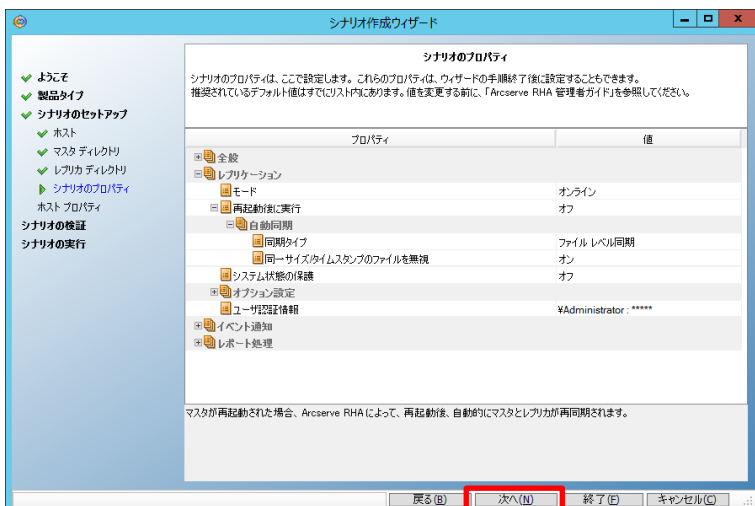 シナリオ作成ウィザード
ようこそ
製品タイプ
シナリオのセットアップ
ホスト
マスタ ディレクトリ
レプリカ ディレクトリ
シナリオのプロパティ
ホスト プロパティ
シナリオの検証
シナリオの実行
シナリオのプロパティ
シナリオのプロパティは、ここで設定します。これらのプロパティは、ウィザードの手順終了後に設定することもできます。
推奨されているデフォルト値はすでにリスト内にあります。値を変更する前に、「Arcserve RHA 管理者ガイド」を参照してください。
プロパティ 値
全般
レプリケーション
モード オンライン
再起動後に実行 オフ
自動同期
同期タイプ ファイル レベル同期
同一サイズ/タイムスタンプのファイルを無視 オン
システム状態の保護 オフ
オプション設定
ユーザ認証情報 ¥Administrator : *****
イベント通知
レポート処理
マスタが再起動された場合、Arcserve RHA によって、再起動後、自動的にマスタとレプリカが再同期されます。
戻る(B) 次へ(N) 終了(F) キャンセル(C)